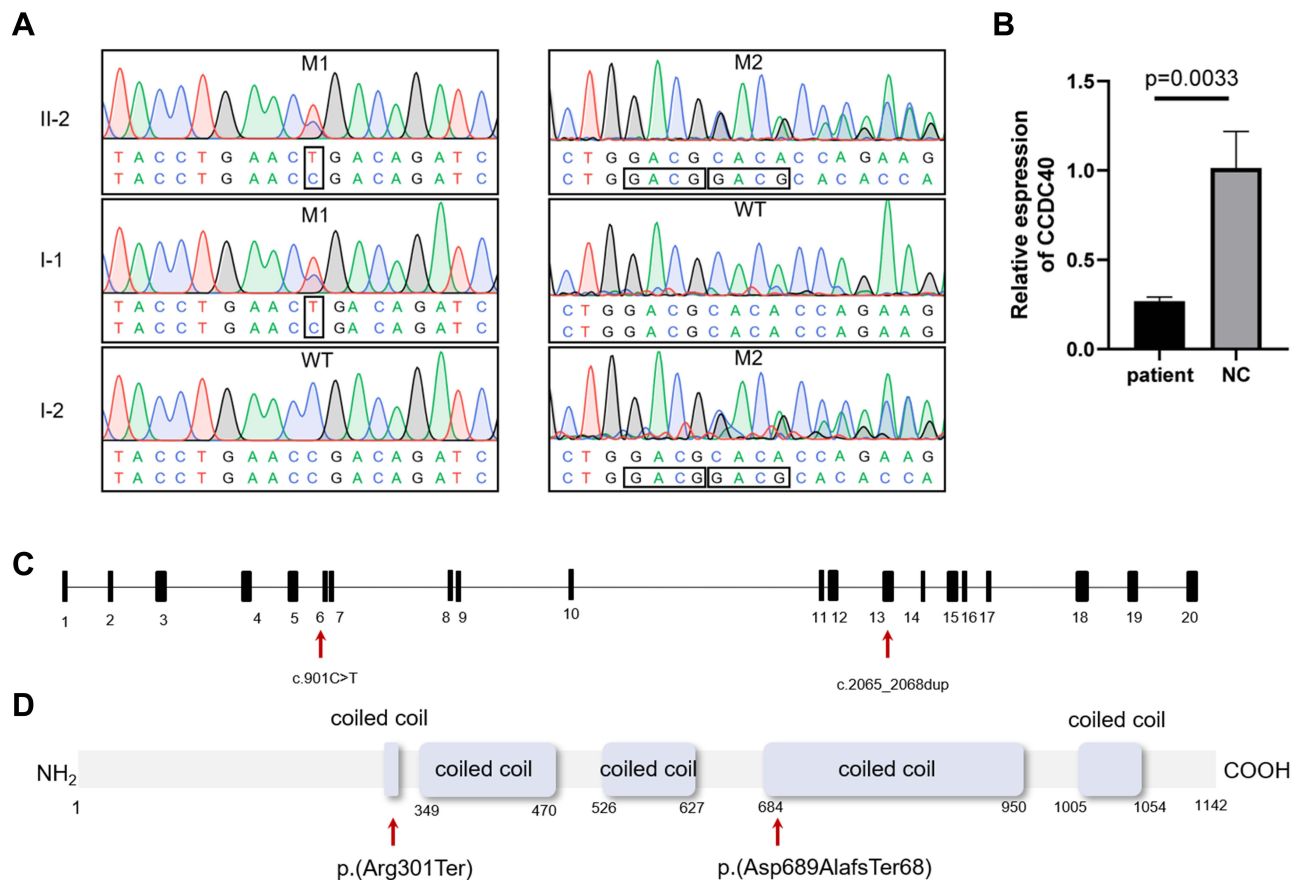 A
B
II-2
M1
T A C C T G A A C T G A C A G A T C
T A C C T G A A C C G A C A G A T C
M2
C T G G A C G C A C A C C A G A A G
C T G G A C G G A C G C A C A C C A
I-1
M1
T A C C T G A A C T G A C A G A T C
T A C C T G A A C C G A C A G A T C
WT
C T G G A C G C A C A C C A G A A G
C T G G A C G C A C A C C A G A A G
I-2
WT
T A C C T G A A C C G A C A G A T C
T A C C T G A A C C G A C A G A T C
M2
C T G G A C G C A C A C C A G A A G
C T G G A C G G A C G C A C A C C A
p=0.0033
Relative espression
of CCDC40
1.5
1.0
0.5
0.0
patient NC
C
1 2 3 4 5 6 7 8 9 10 11 12 13 14 15 16 17 18 19 20
c.901C>T
c.2065_2068dup
D
coiled coil
coiled coil
NH2
coiled coil
coiled coil
coiled coil
COOH
1 349 470 526 627 684 950 1005 1054 1142
p.(Arg301Ter)
p.(Asp689AlafsTer68)